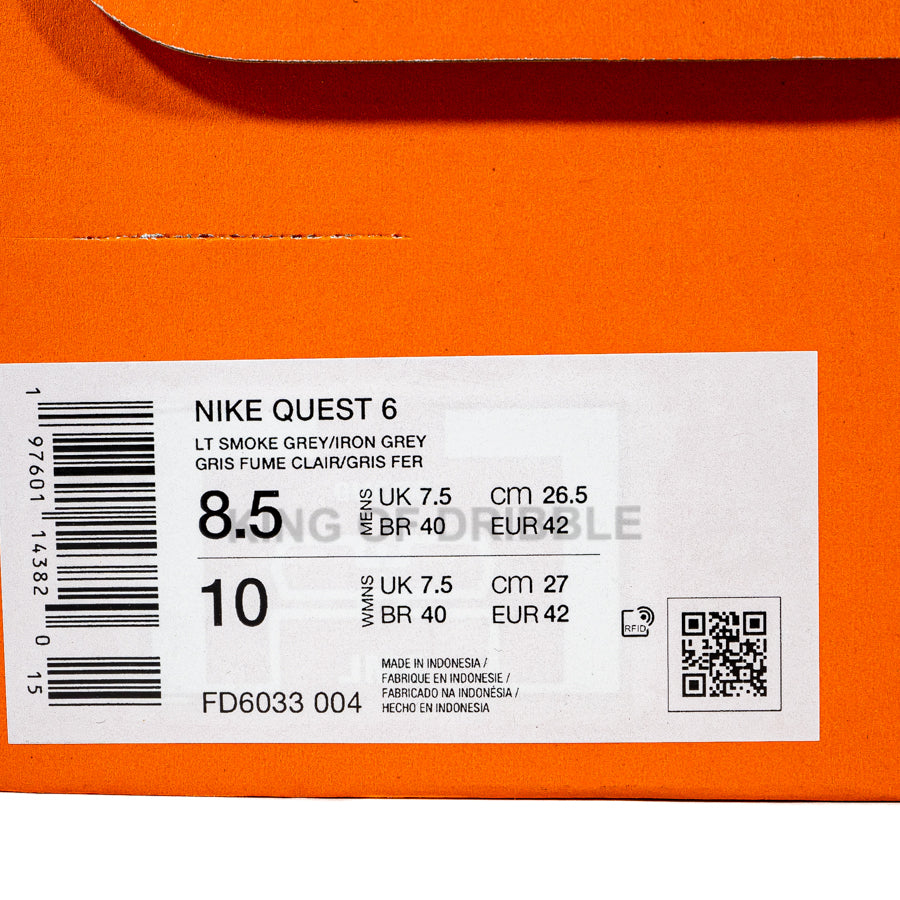 NIKE QUEST 6
LT SMOKE GREY/IRON GREY
GRIS FUME CLAIR/GRIS FER
8.5 MENS UK 7.5 cm 26.5
BR 40 EUR 42
KING OF DRIBBLE
10 WMNS UK 7.5 cm 27
BR 40 EUR 42
RFID
MADE IN INDONESIA /
FABRIQUE EN INDONESIE /
FABRICADO NA INDONÉSIA /
HECHO EN INDONESIA
FD6033 004
1 97601 14382 0 15